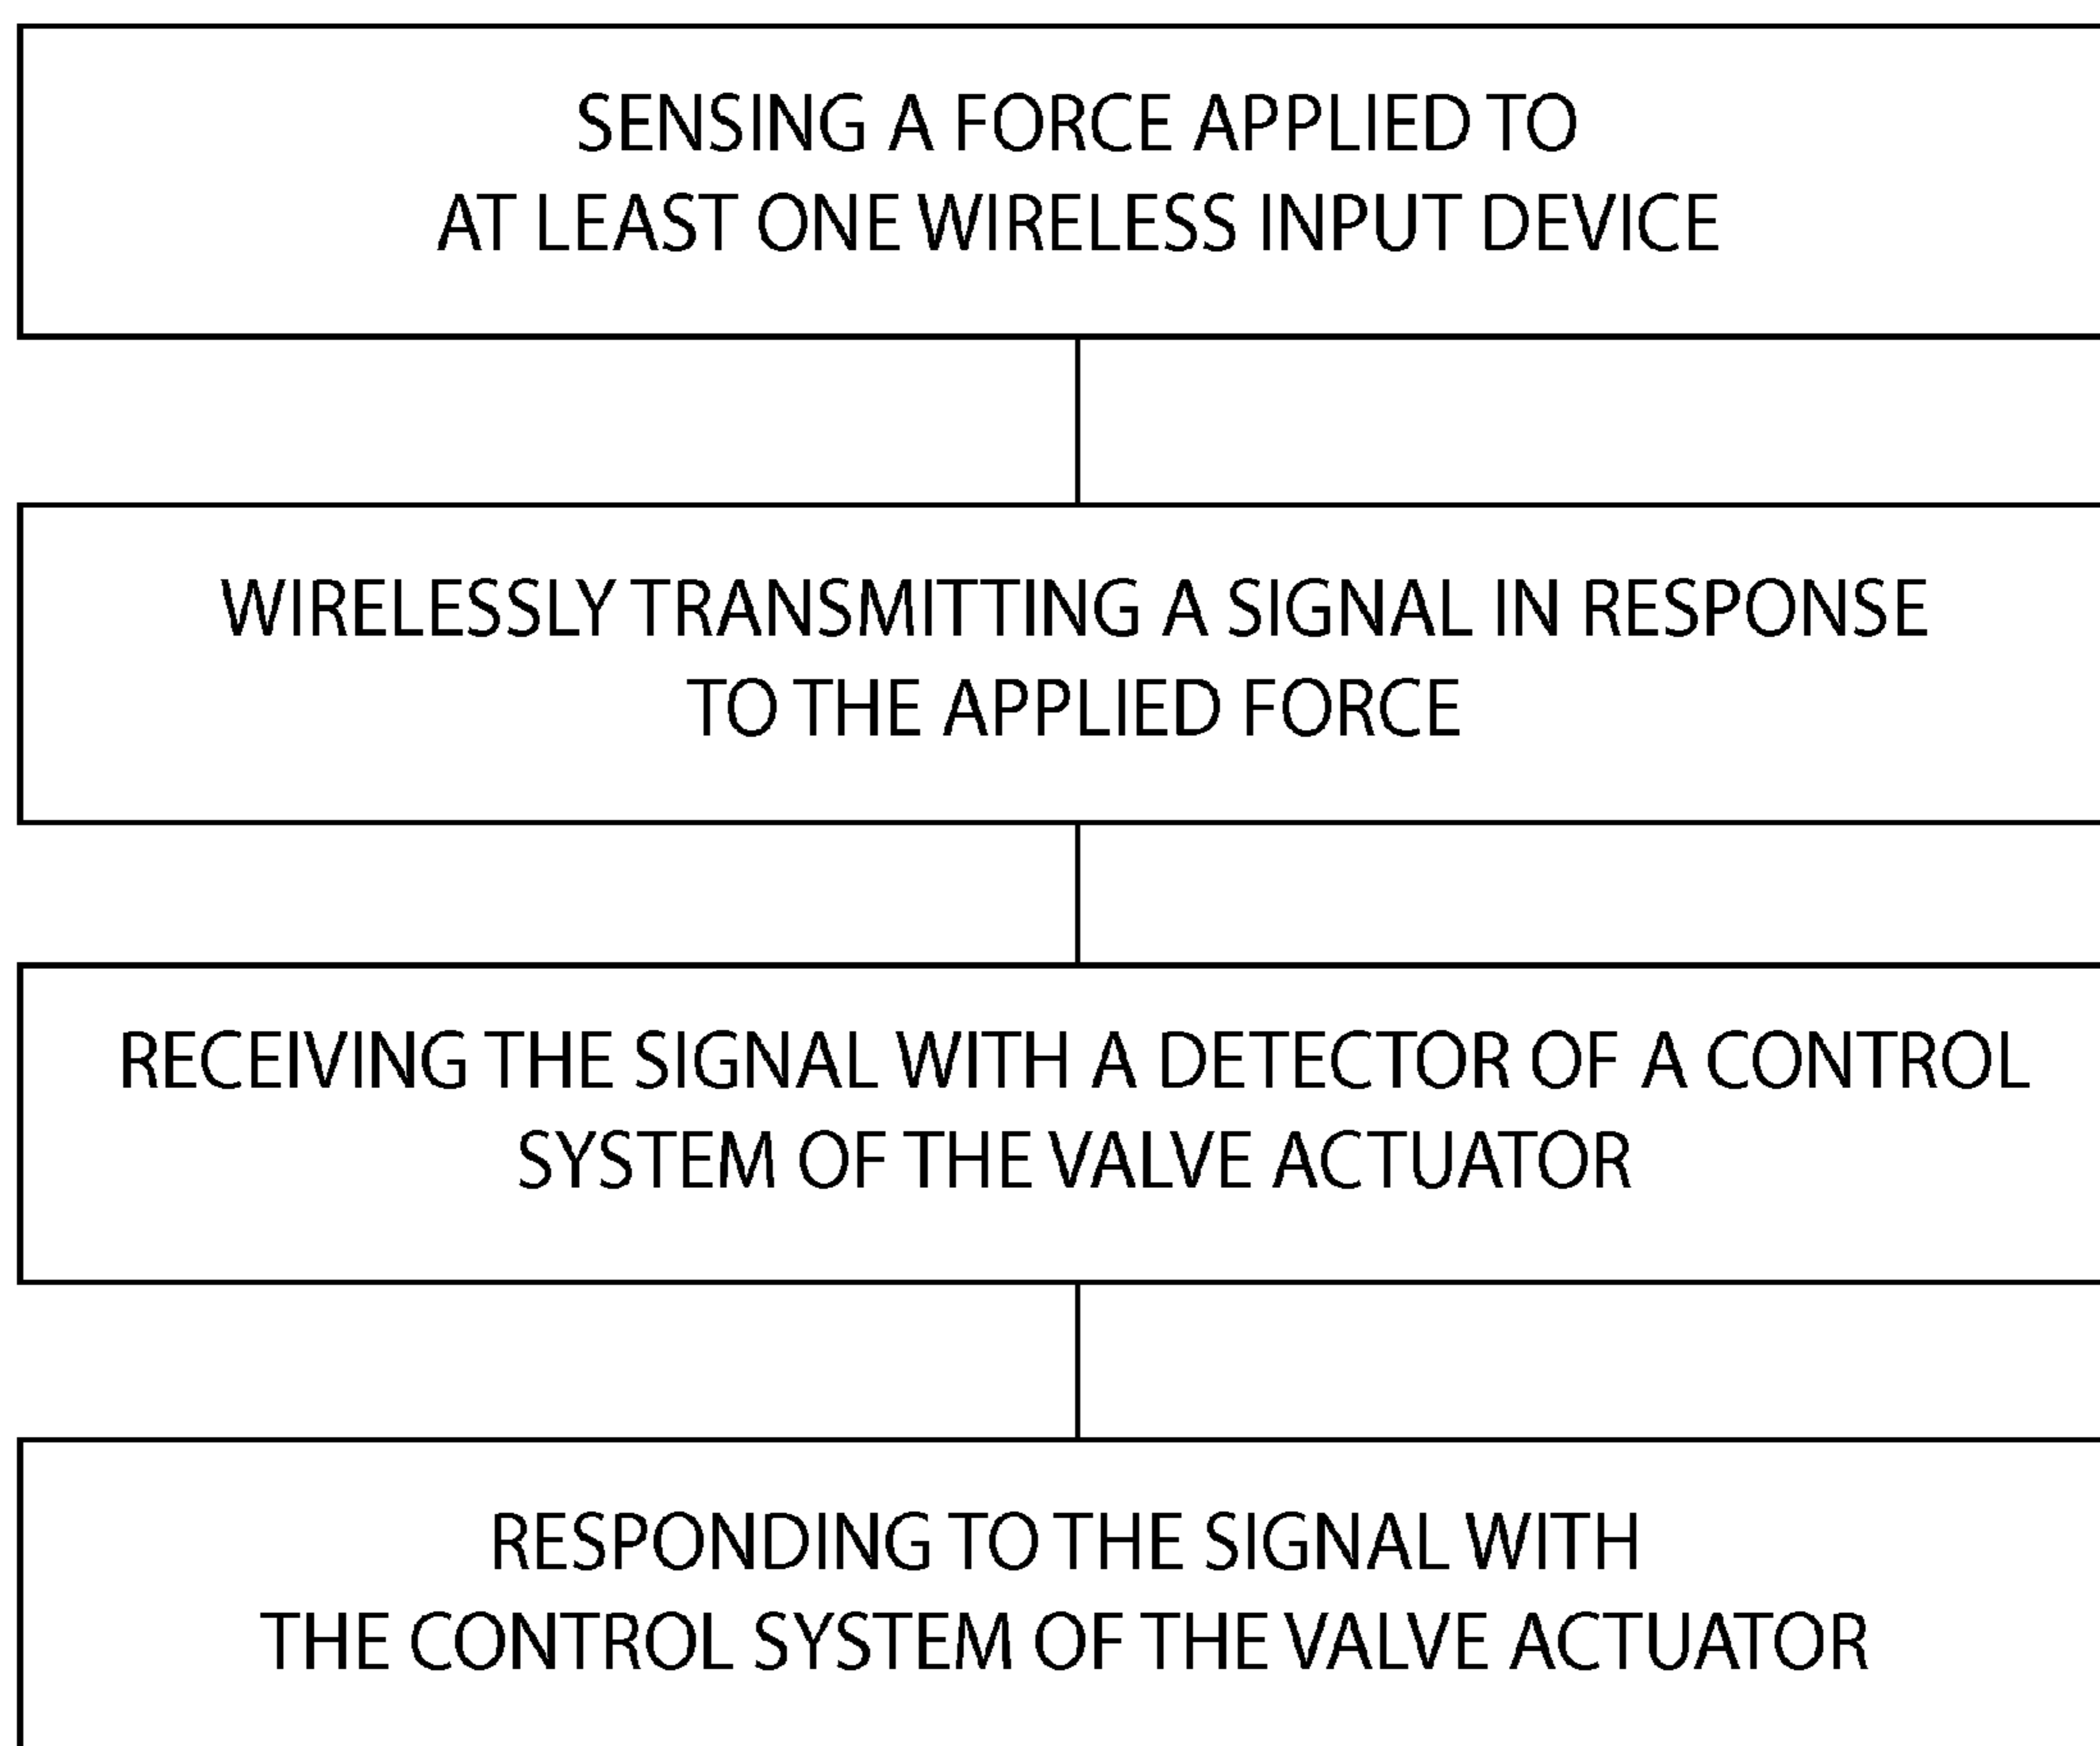 SENSING A FORCE APPLIED TO
AT LEAST ONE WIRELESS INPUT DEVICE
WIRELESSLY TRANSMITTING A SIGNAL IN RESPONSE
TO THE APPLIED FORCE
RECEIVING THE SIGNAL WITH A DETECTOR OF A CONTROL
SYSTEM OF THE VALVE ACTUATOR
RESPONDING TO THE SIGNAL WITH
THE CONTROL SYSTEM OF THE VALVE ACTUATOR